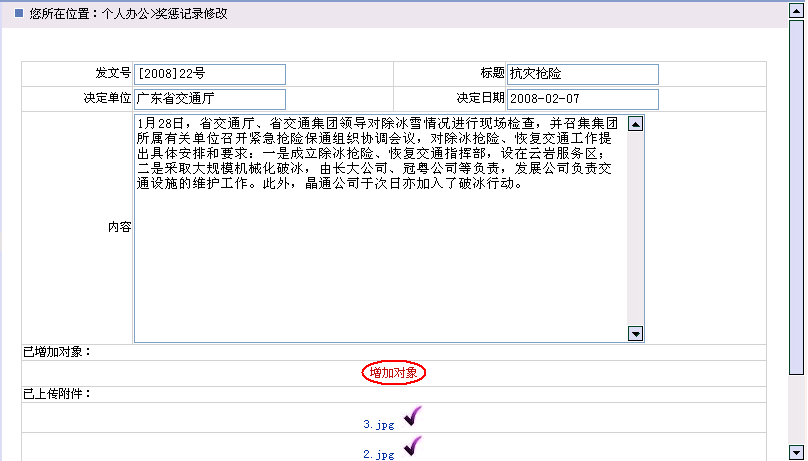 您所在位置：个人办公>奖惩记录修改
发文号 [2008]22号 标题 抗灾抢险
决定单位 广东省交通厅 决定日期 2008-02-07
内容
1月28日，省交通厅、省交通集团领导对除冰雪情况进行现场检查，并召集集团
所属有关单位召开紧急抢险保通组织协调会议，对除冰抢险、恢复交通工作提
出具体安排和要求：一是成立除冰抢险、恢复交通指挥部，设在云岩服务区；
二是采取大规模机械化破冰，由长大公司、冠粤公司等负责，发展公司负责交
通设施的维护工作。此外，晶通公司于次日亦加入了破冰行动。
已增加对象：
增加对象
已上传附件：
3.jpg
2.jpg